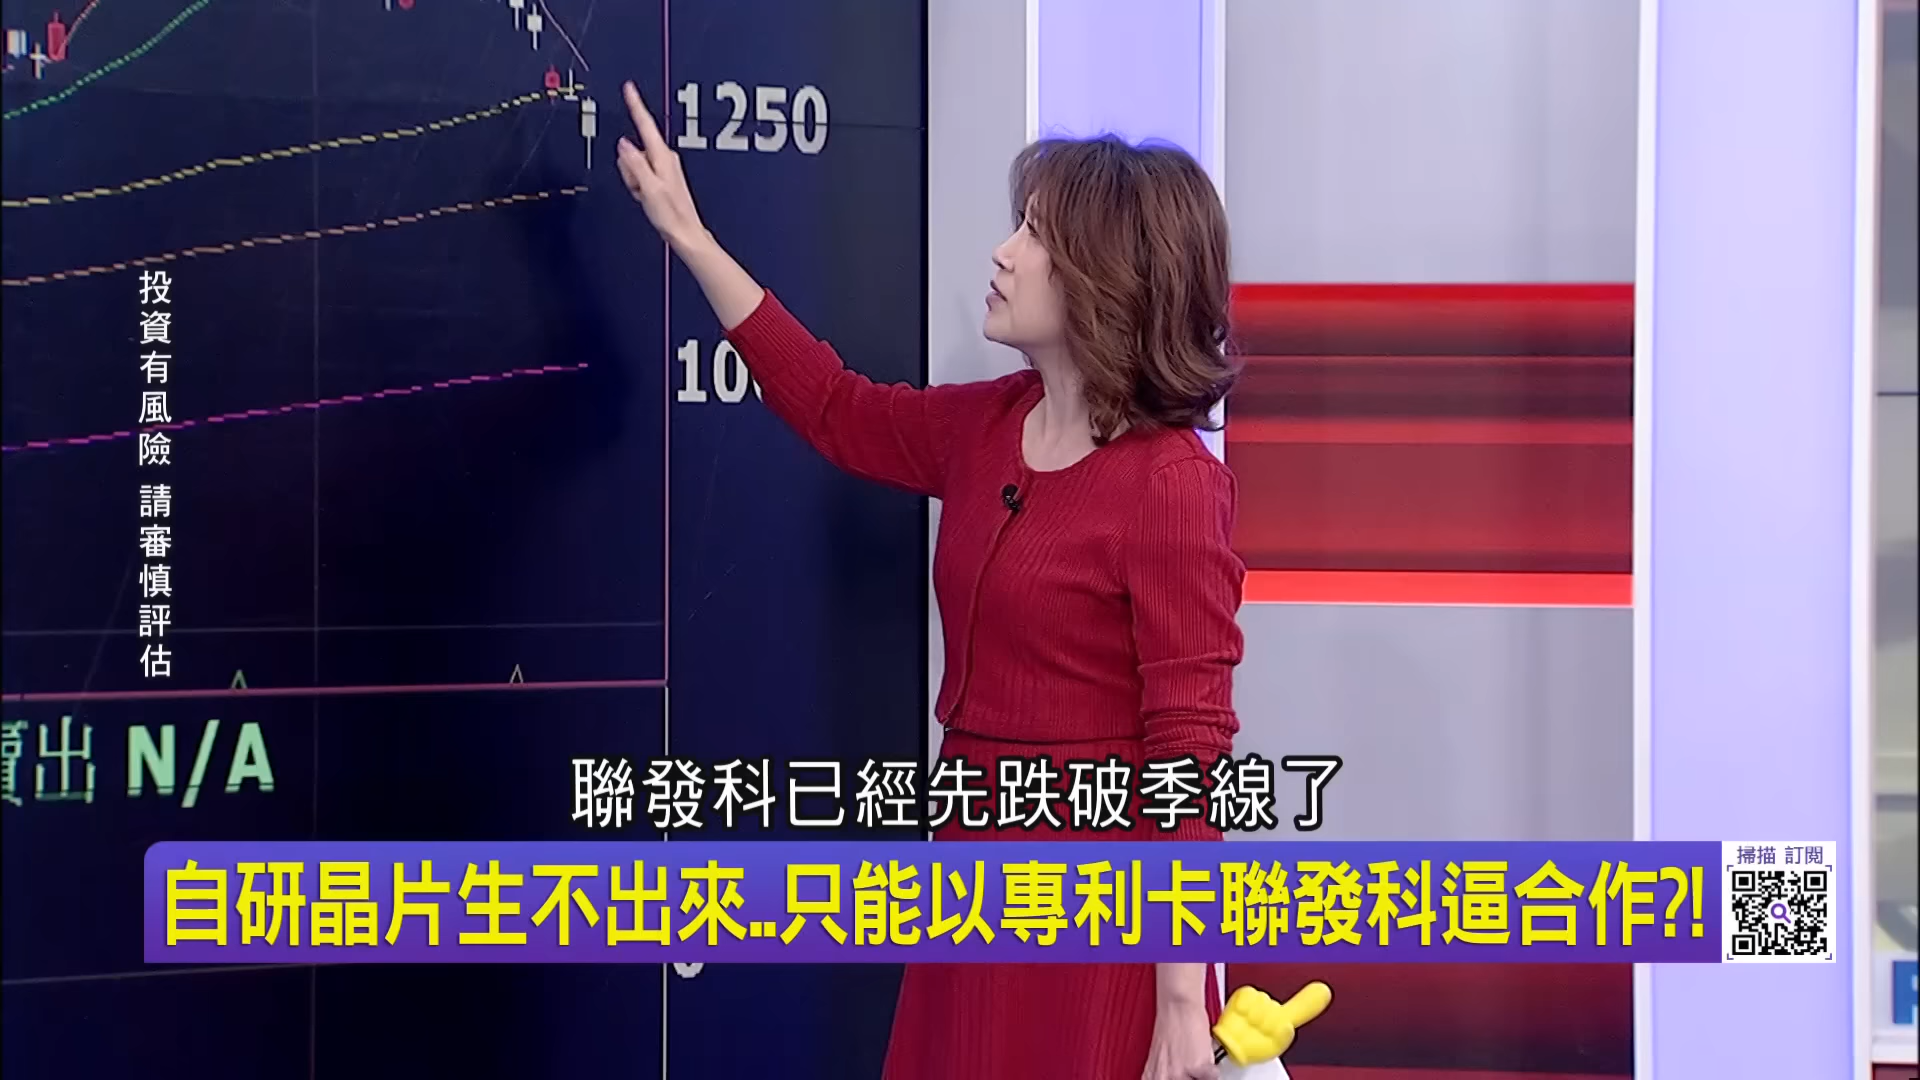 1250
投資有風險 請審慎評估
賣出 N/A
聯發科已經先跌破季線了
自研晶片生不出來..只能以專利卡聯發科逼合作?!
掃描 訂閱